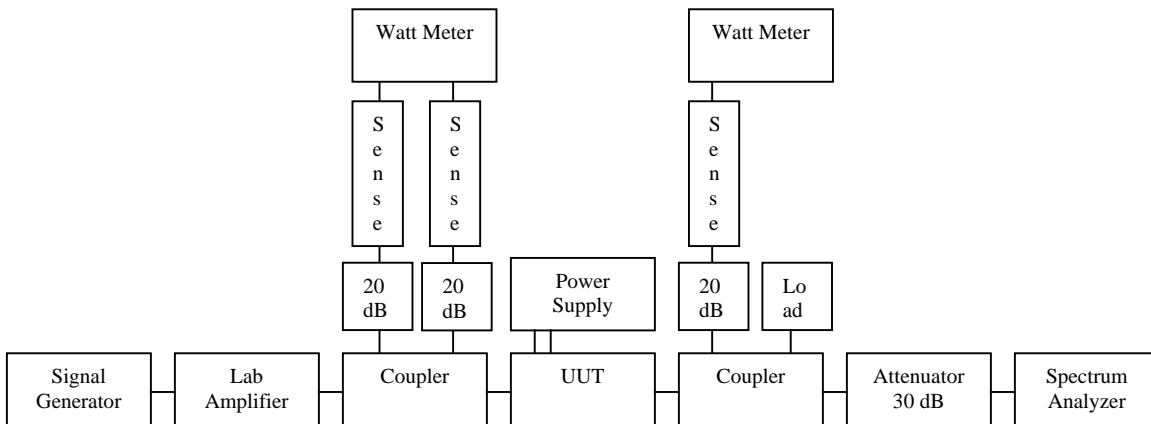 Watt Meter
Watt Meter
S
e
n
s
e
S
e
n
s
e
S
e
n
s
e
20
dB
20
dB
Power
Supply
20
dB
Lo
ad
Signal
Generator
Lab
Amplifier
Coupler
UUT
Coupler
Attenuator
30 dB
Spectrum
Analyzer